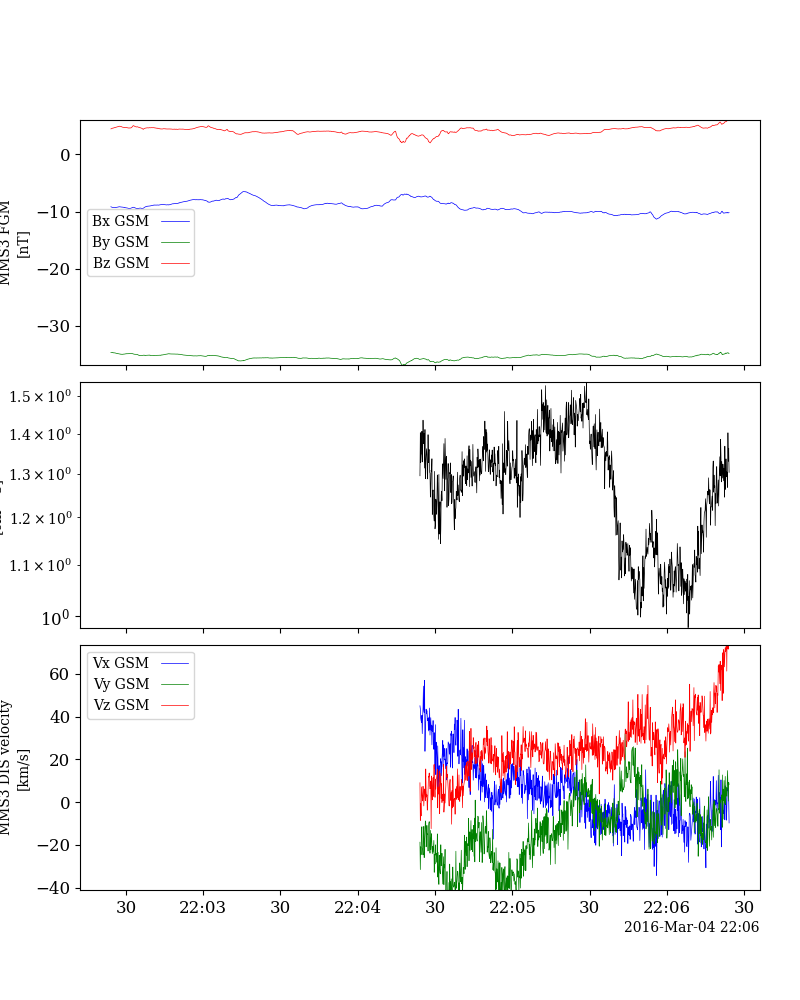 0
−10
−20
−30
MMS3 FGM
[nT]
Bx GSM
By GSM
Bz GSM
1.5 × 10⁰
1.4 × 10⁰
1.3 × 10⁰
1.2 × 10⁰
1.1 × 10⁰
10⁰
60
40
20
0
−20
−40
MMS3 DIS velocity
[km/s]
Vx GSM
Vy GSM
Vz GSM
30 22:03 30 22:04 30 22:05 30 22:06 30
2016-Mar-04 22:06